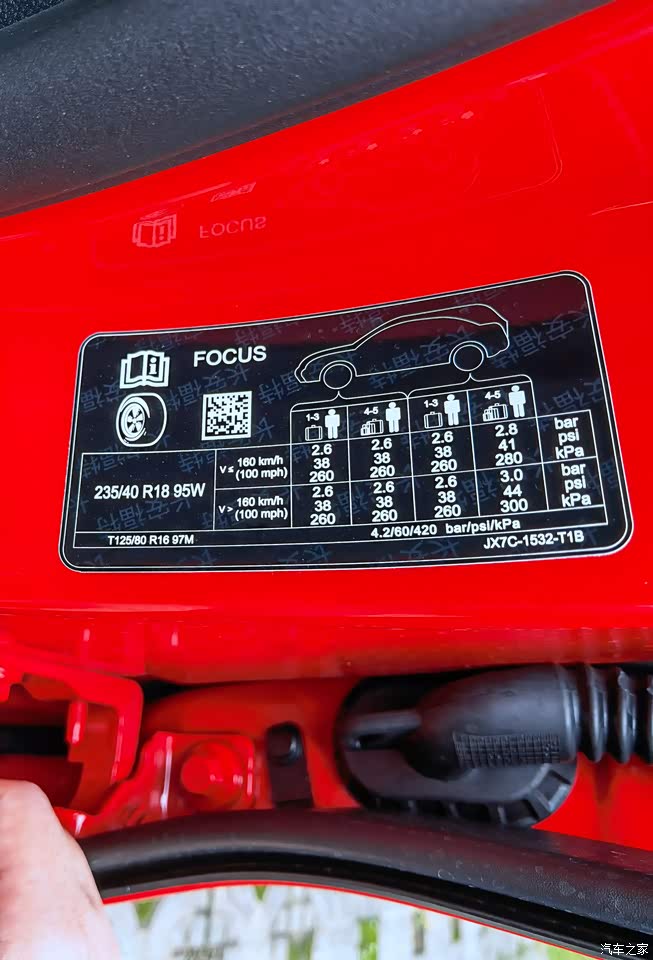 FOCUS
FOCUS
长安福特
1-3 4-5 1-3 4-5
235/40 R18 95W
V≤ 160 km/h (100 mph)
2.6 2.6 2.6 2.8 bar
38 38 38 41 psi
260 260 260 280 kPa
V> 160 km/h (100 mph)
2.6 2.6 2.6 3.0 bar
38 38 38 44 psi
260 260 260 300 kPa
T125/80 R16 97M 4.2/60/420 bar/psi/kPa
JX7C-1532-T1B
汽车之家